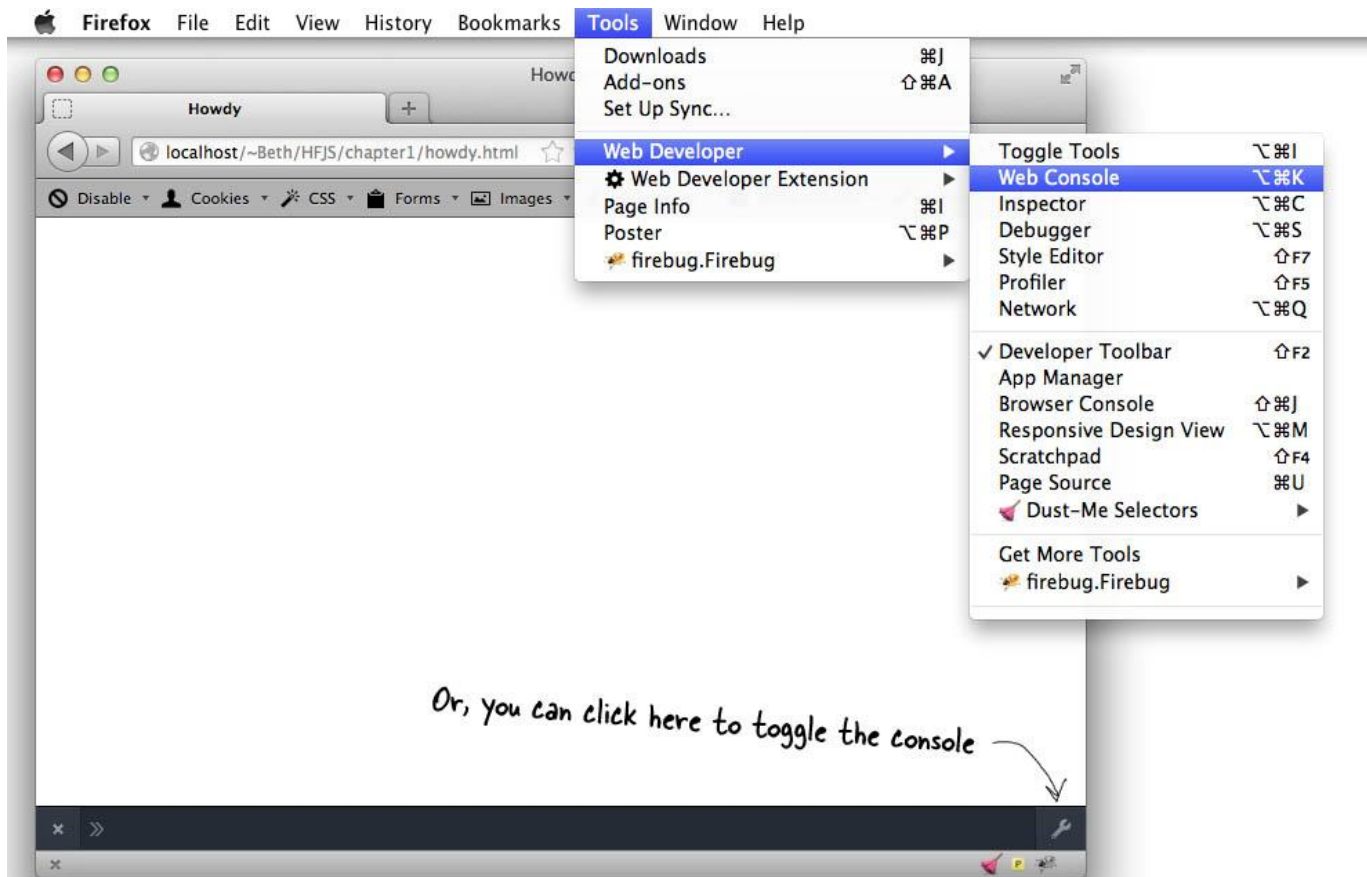 Firefox File Edit View History Bookmarks Tools Window Help
Downloads ⌘J
Add-ons ⇧⌘A
Set Up Sync...
Web Developer
Web Developer Extension
Page Info ⌘I
Poster ⌥⌘P
firebug.Firebug
Toggle Tools ⌥⌘I
Web Console ⌥⌘K
Inspector ⌥⌘C
Debugger ⌥⌘S
Style Editor ⇧F7
Profiler ⇧F5
Network ⌥⌘Q
Developer Toolbar ⇧F2
App Manager
Browser Console ⇧⌘J
Responsive Design View ⌥⌘M
Scratchpad ⇧F4
Page Source ⌘U
Dust-Me Selectors
Get More Tools
firebug.Firebug
Howdy
localhost/~Beth/HFJS/chapter1/howdy.html
Disable Cookies CSS Forms Images
Or, you can click here to toggle the console
P